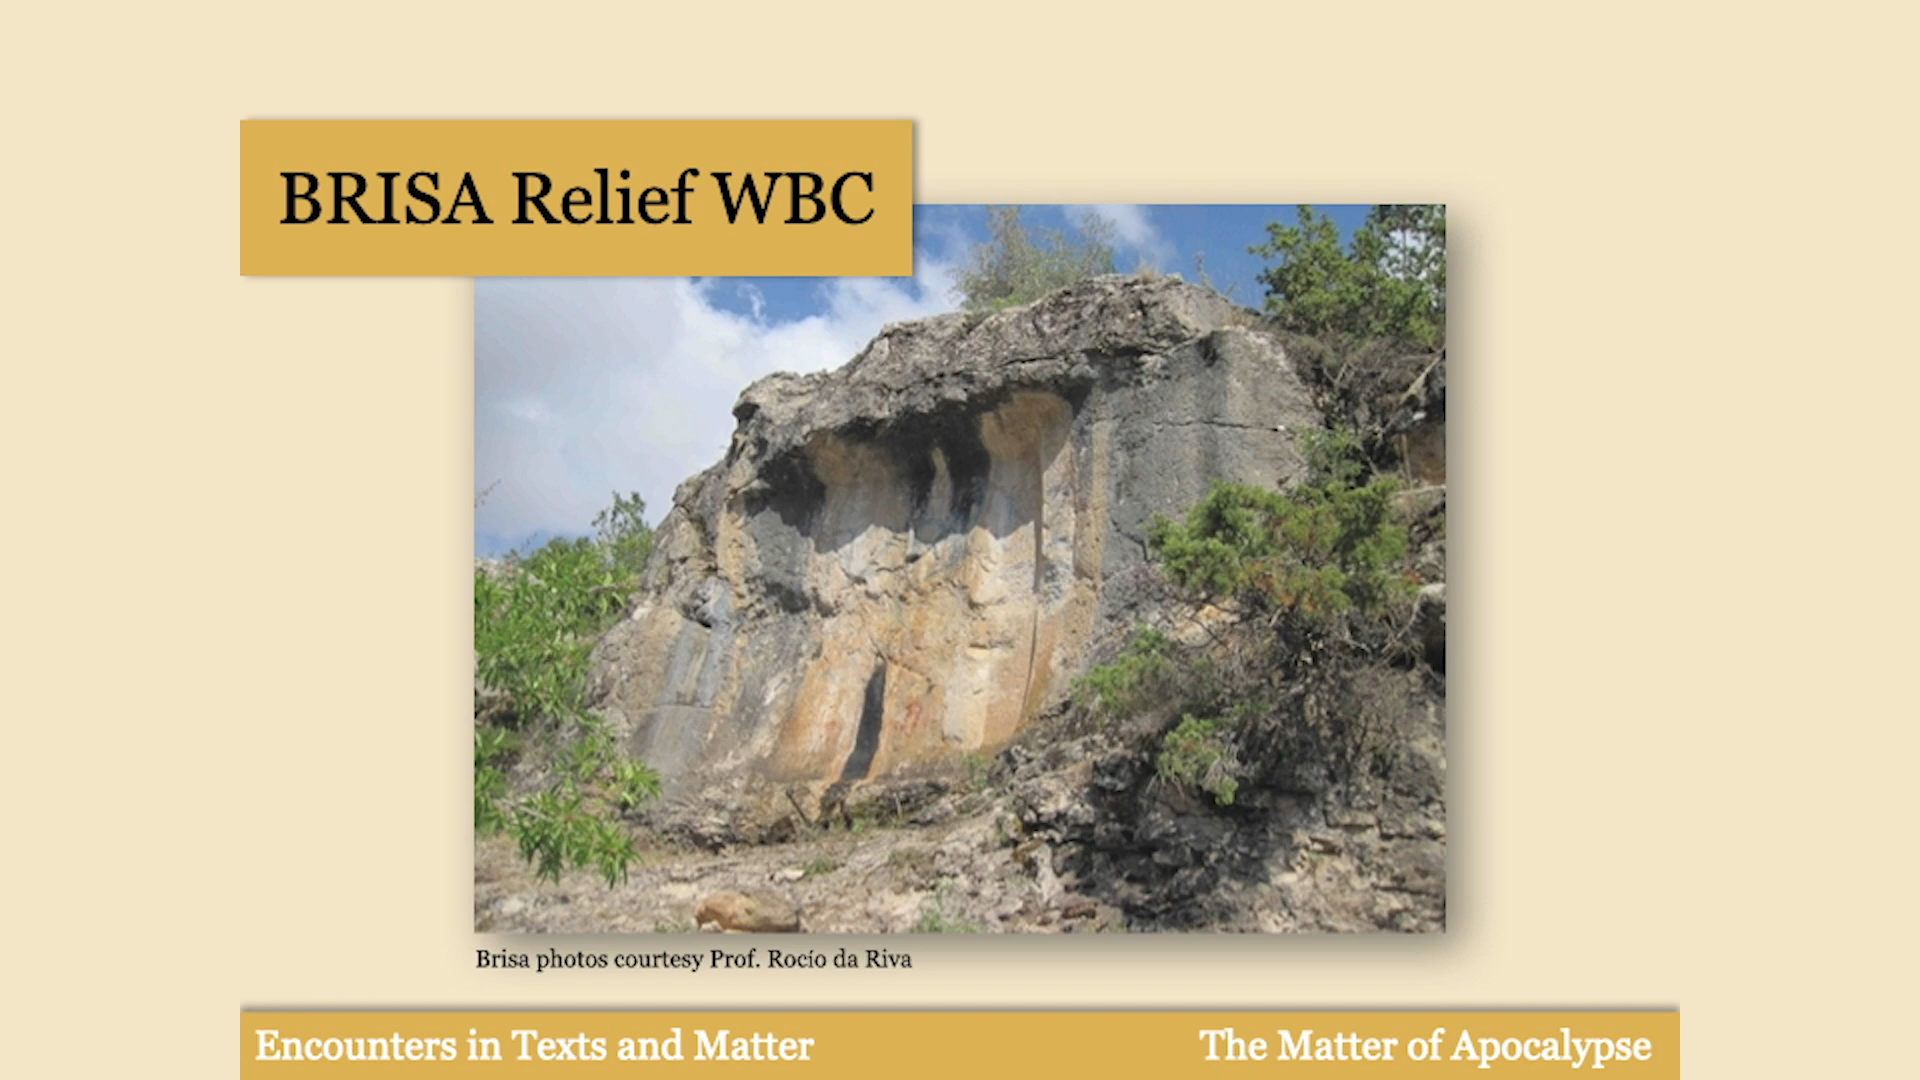 BRISA Relief WBC
Brisa photos courtesy Prof. Rocío da Riva
Encounters in Texts and Matter
The Matter of Apocalypse